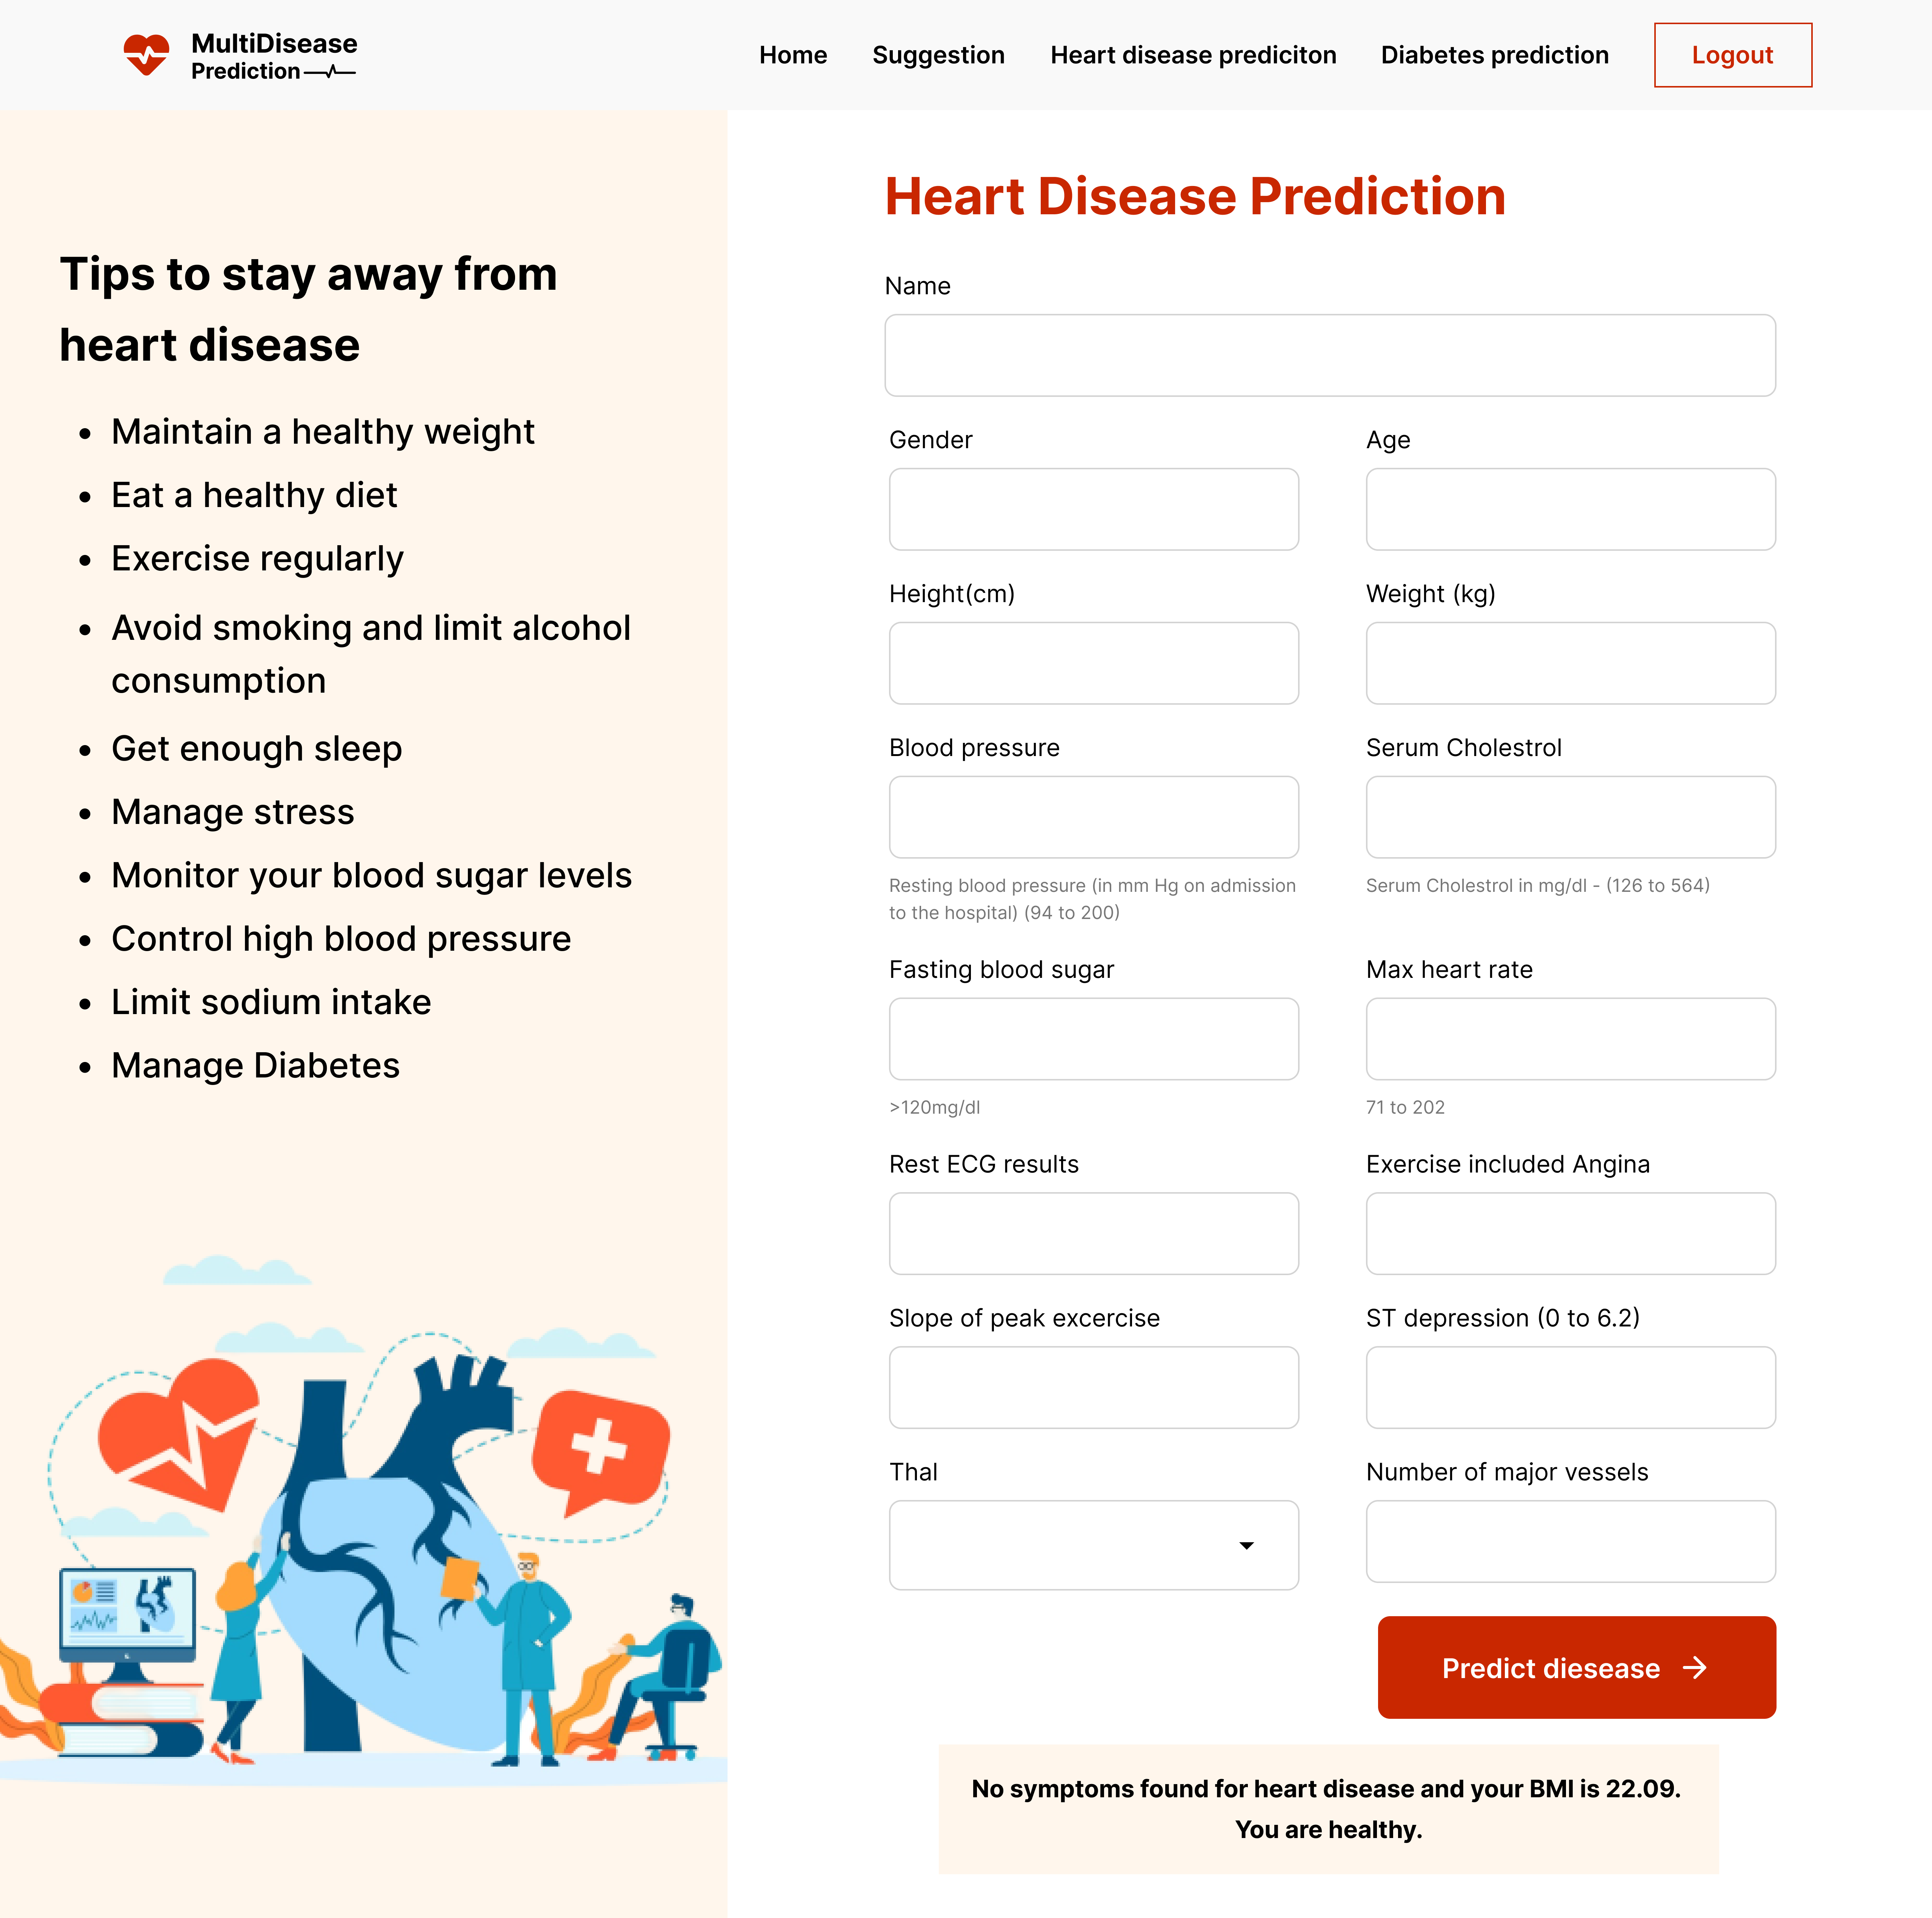 MultiDisease
Prediction
Home Suggestion Heart disease prediciton Diabetes prediction Logout
Tips to stay away from
heart disease
• Maintain a healthy weight
• Eat a healthy diet
• Exercise regularly
• Avoid smoking and limit alcohol
consumption
• Get enough sleep
• Manage stress
• Monitor your blood sugar levels
• Control high blood pressure
• Limit sodium intake
• Manage Diabetes
Heart Disease Prediction
Name
Gender Age
Height(cm) Weight (kg)
Blood pressure Serum Cholestrol
Resting blood pressure (in mm Hg on admission
to the hospital) (94 to 200)
Serum Cholestrol in mg/dl - (126 to 564)
Fasting blood sugar Max heart rate
>120mg/dl 71 to 202
Rest ECG results Exercise included Angina
Slope of peak excercise ST depression (0 to 6.2)
Thal Number of major vessels
Predict diesease →
No symptoms found for heart disease and your BMI is 22.09.
You are healthy.